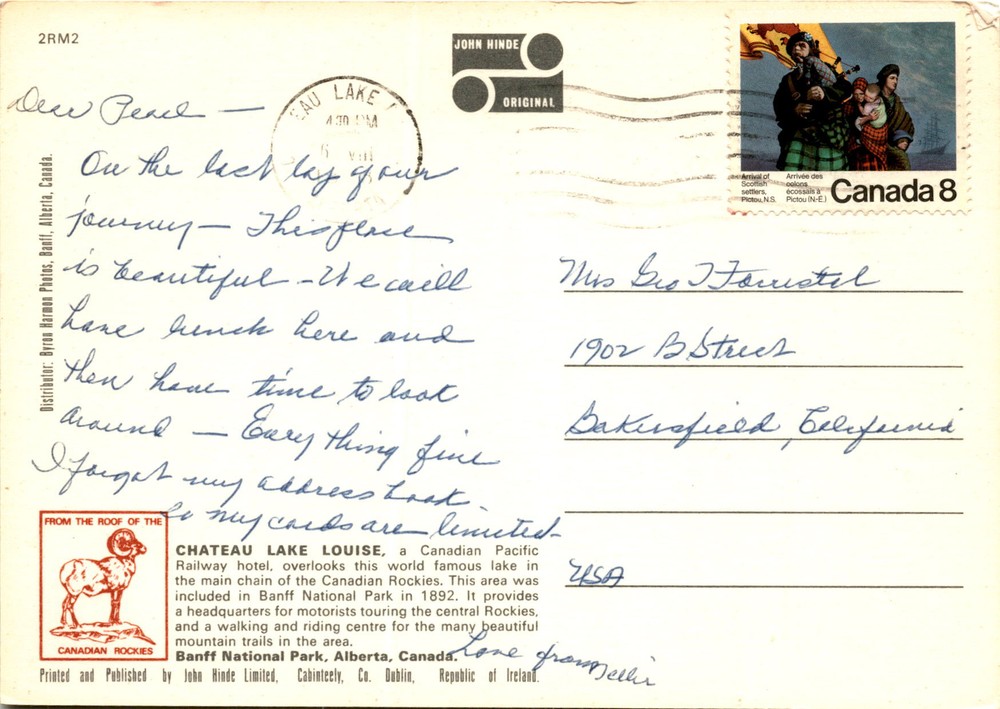 2RM2
JOHN HINDE
ORIGINAL
EAU LAKE
4 30 PM
6 VIII
Arrival of
Scottish
settlers,
Pictou, N.S.
Arrivée des
colons
écossais à
Pictou (N.-E.)
Canada 8
Dear Pearl —
On the last day of our
journey — This place
is beautiful — We will
have lunch here and
then have time to look
around — Everything fine
I forgot my address book
so my cards are limited
Love from
Mrs Geo T
1902 B Street
Bakersfield, California
USA
Distributor: Byron Harmon Photos, Banff, Alberta, Canada.
FROM THE ROOF OF THE
CANADIAN ROCKIES
CHATEAU LAKE LOUISE, a Canadian Pacific
Railway hotel, overlooks this world famous lake in
the main chain of the Canadian Rockies. This area was
included in Banff National Park in 1892. It provides
a headquarters for motorists touring the central Rockies,
and a walking and riding centre for the many beautiful
mountain trails in the area.
Banff National Park, Alberta, Canada.
Printed and Published by John Hinde Limited, Cabinteely, Co. Dublin, Republic of Ireland.